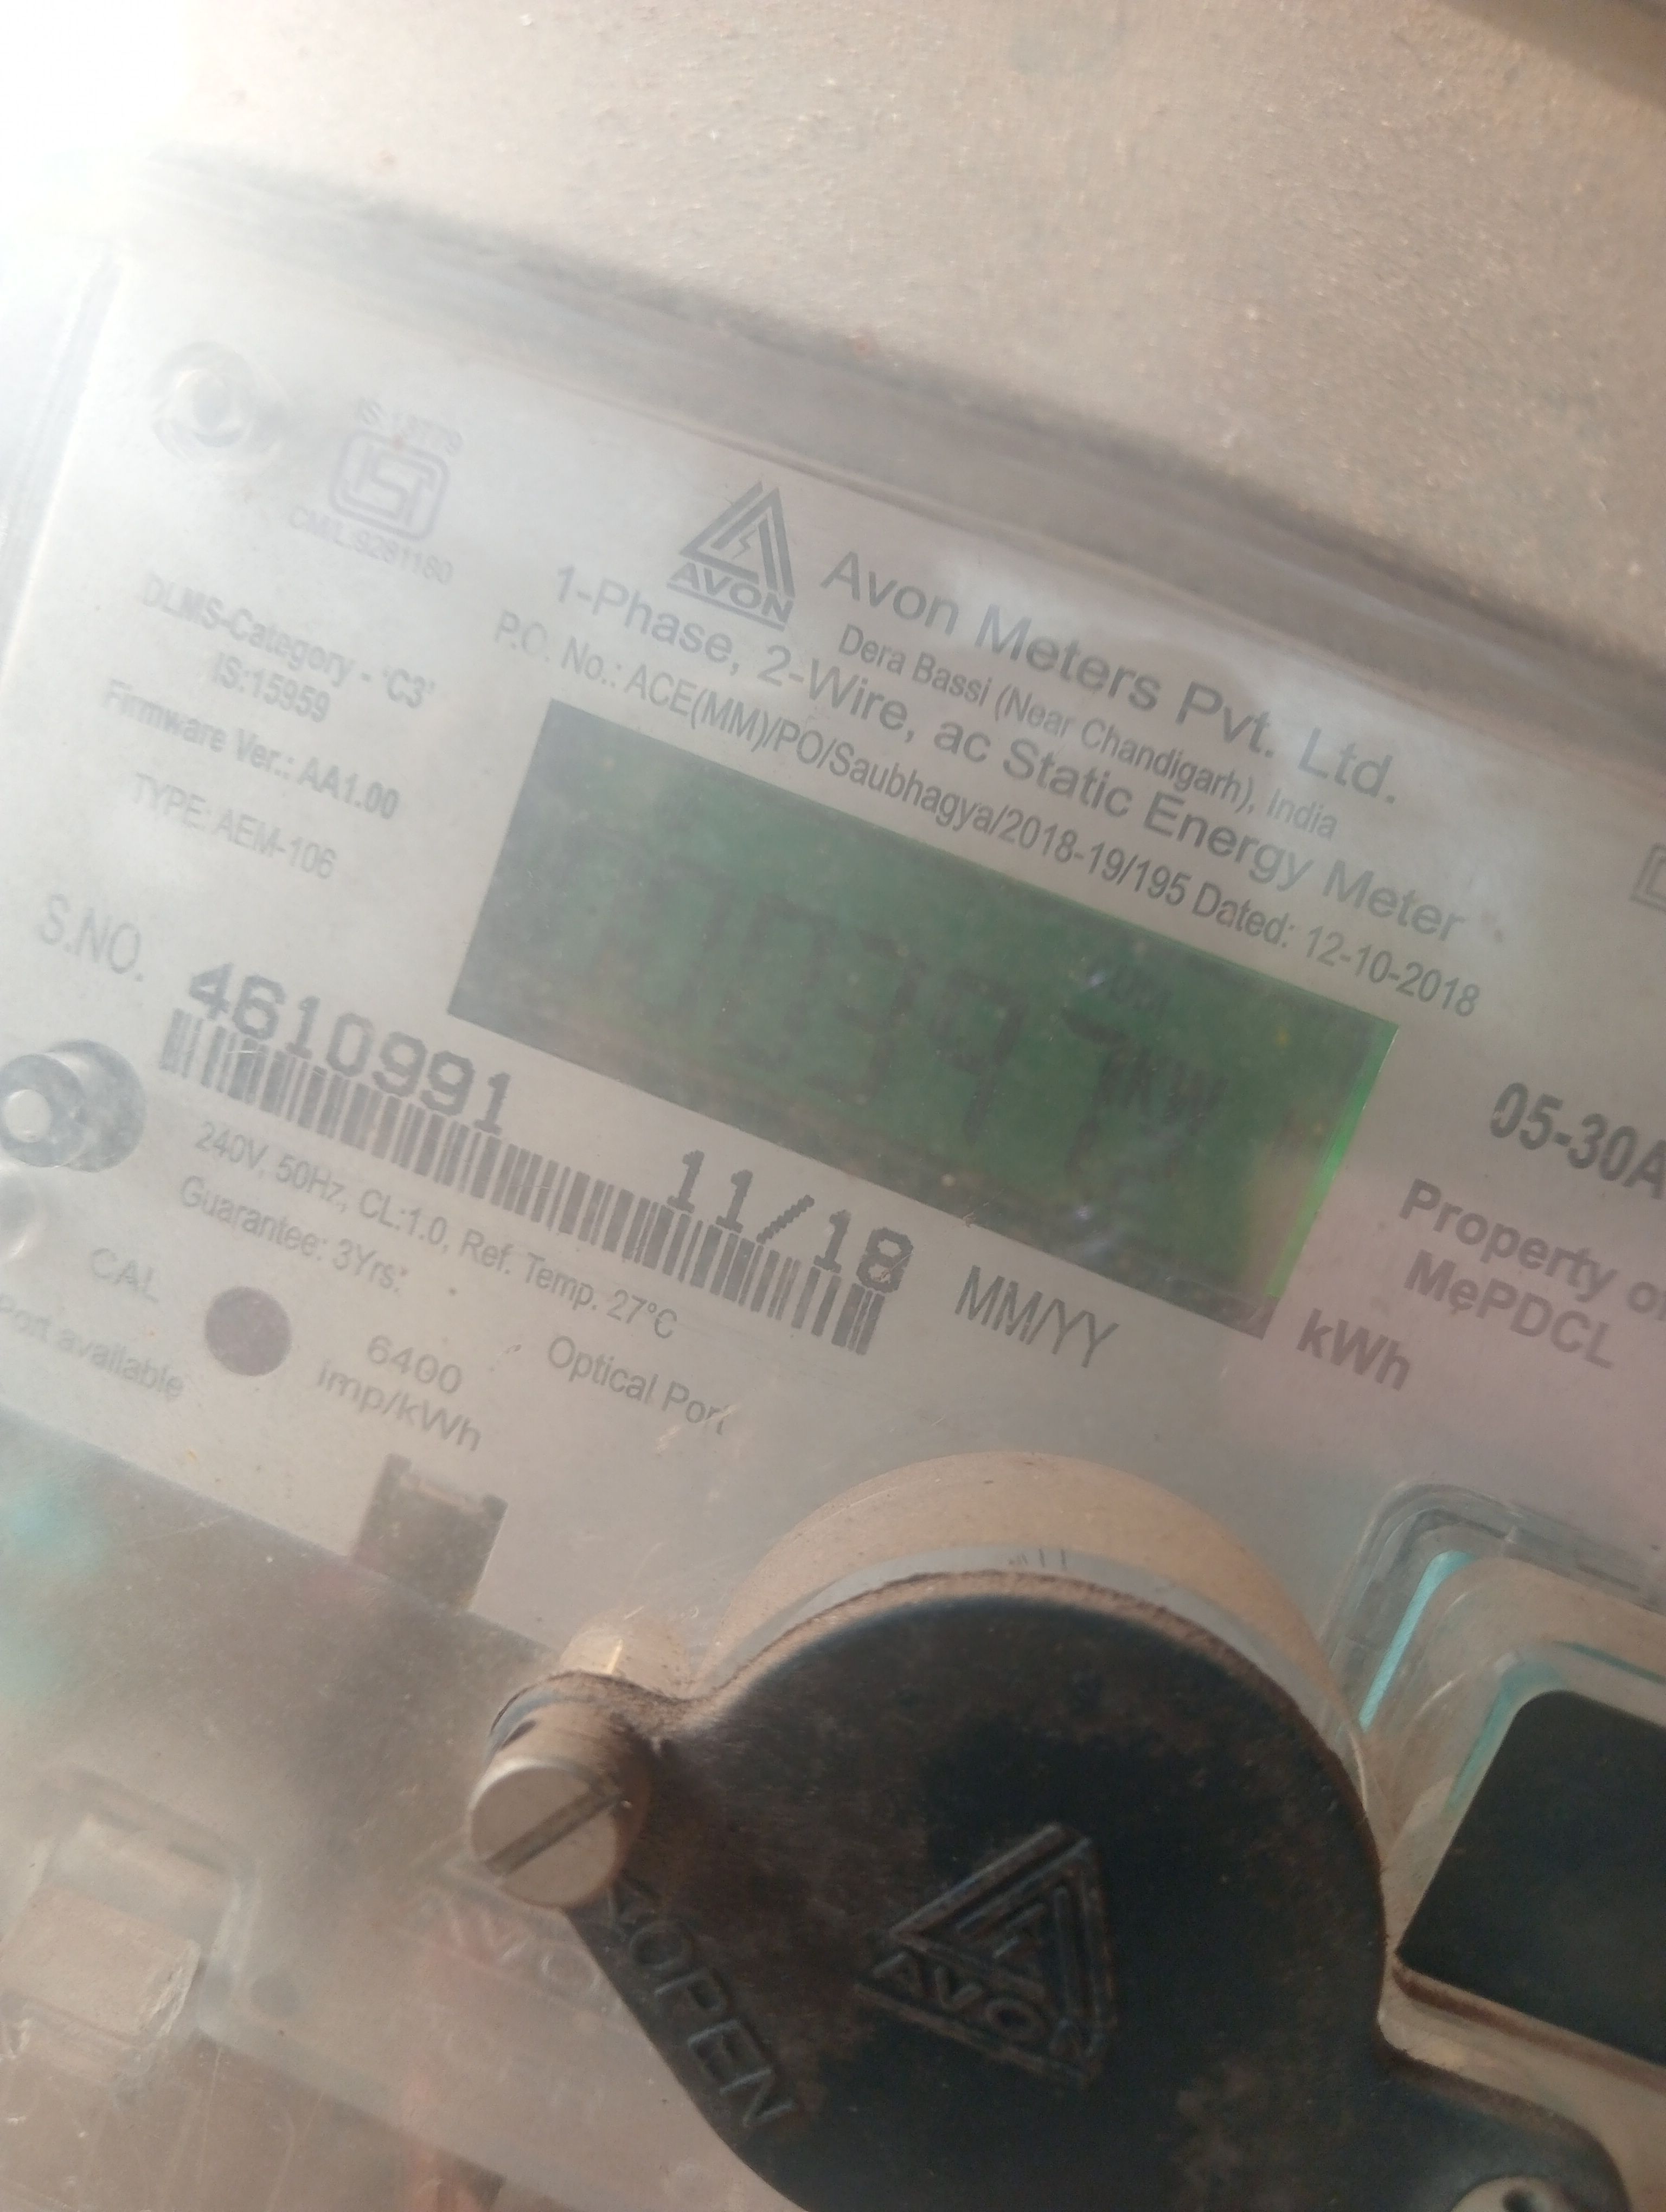 AVON
Avon Meters Pvt. Ltd.
Dera Bassi (Near Chandigarh), India
1-Phase, 2-Wire, ac Static Energy Meter
P.O. No.: ACE(MM)/PO/Saubhagya/2018-19/195 Dated: 12-10-2018
DLMS-Category - 'C3'
IS:15959
Firmware Ver.: AA1.00
TYPE: AEM-106
S.NO. 4610991
11/18 MM/YY
kWh
05-30A
Property of
MePDCL
240V, 50Hz, CL:1.0, Ref. Temp. 27°C
Guarantee: 3Yrs.
CAL
6400
imp/kWh
Optical Port
Port available
OPEN
AVON